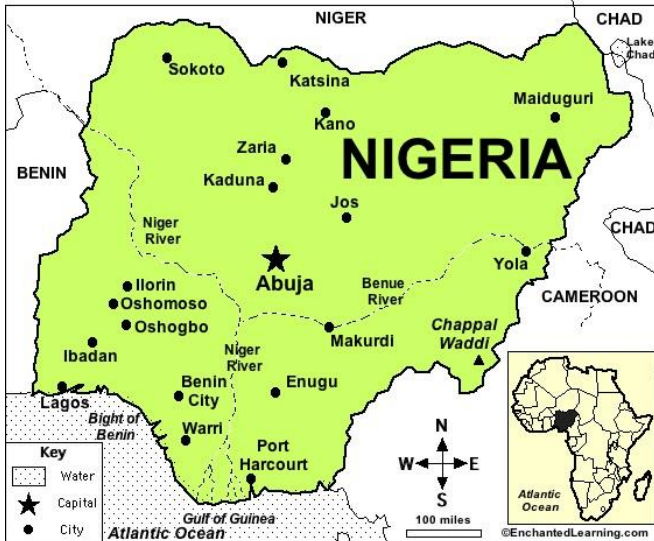 NIGER
CHAD
Lake
Chad
Sokoto
Katsina
Maiduguri
Kano
Zaria
NIGERIA
BENIN
Kaduna
Jos
Niger
River
CHAD
Yola
Abuja
Benue
River
Ilorin
CAMEROON
Oshomoso
Oshogbo
Makurdi
Chappal
Waddi
Ibadan
Niger
River
Benin
City
Enugu
Lagos
Bight of
Benin
Warri
Port
Harcourt
N
W E
S
Key
Water
Capital
City
Gulf of Guinea
Atlantic Ocean
100 miles
Atlantic
Ocean
©EnchantedLearning.com